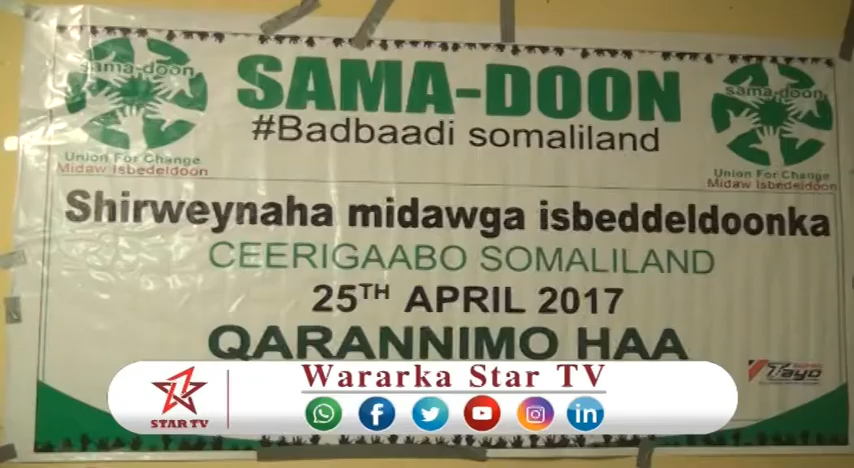 sama-doon
Union For Change
Midaw Isbedeldoon
SAMA-DOON
#Badbaadi somaliland
sama-doon
Union For Change
Midaw Isbedeldoon
Shirweynaha midawga isbeddeldoonka
CEERIGAABO SOMALILAND
25TH APRIL 2017
QARANNIMO HAA
Tayo
STAR TV
Wararka Star TV